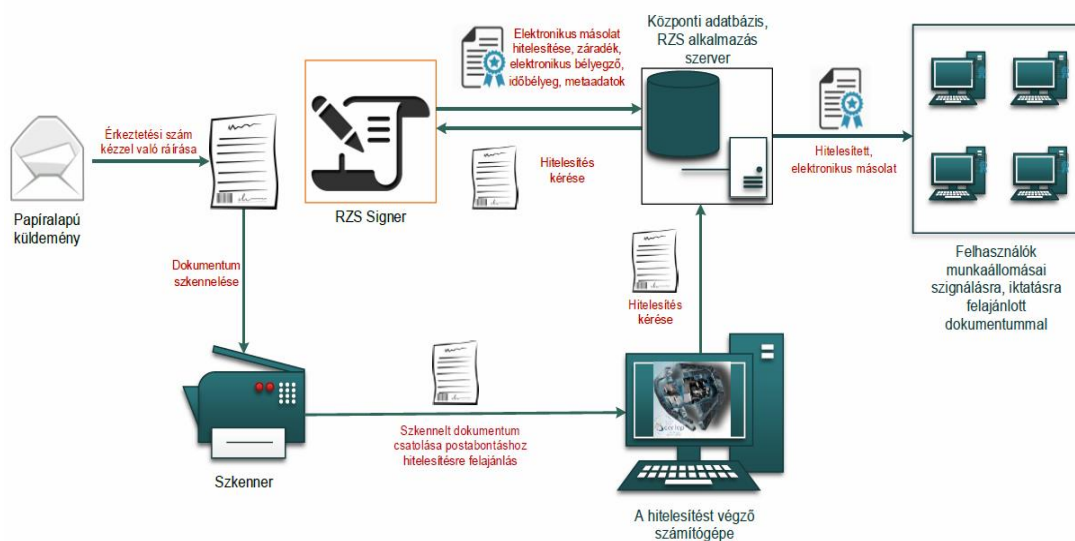 Elektronikus másolat
hitelesítése, záradék,
elektronikus bélyegző,
időbélyeg, metaadatok
Központi adatbázis,
RZS alkalmazás
szerver
Érkeztetési szám
kézzel való ráírása
Hitelesítés
kérése
Hitelesített,
elektronikus másolat
Papíralapú
küldemény
RZS Signer
Dokumentum
szkennelése
Hitelesítés
kérése
Felhasználók
munkaállomásai
szignálásra, iktatásra
felajánlott
dokumentummal
Szkennelt dokumentum
csatolása postabontáshoz
hitelesítésre felajánlás
Szkenner
A hitelesítést végző
számítógépe